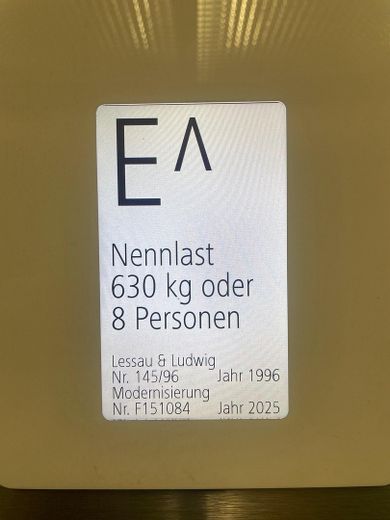 E
Nennlast
630 kg oder
8 Personen
Lessau & Ludwig
Nr. 145/96 Jahr 1996
Modernisierung
Nr. F151084 Jahr 2025